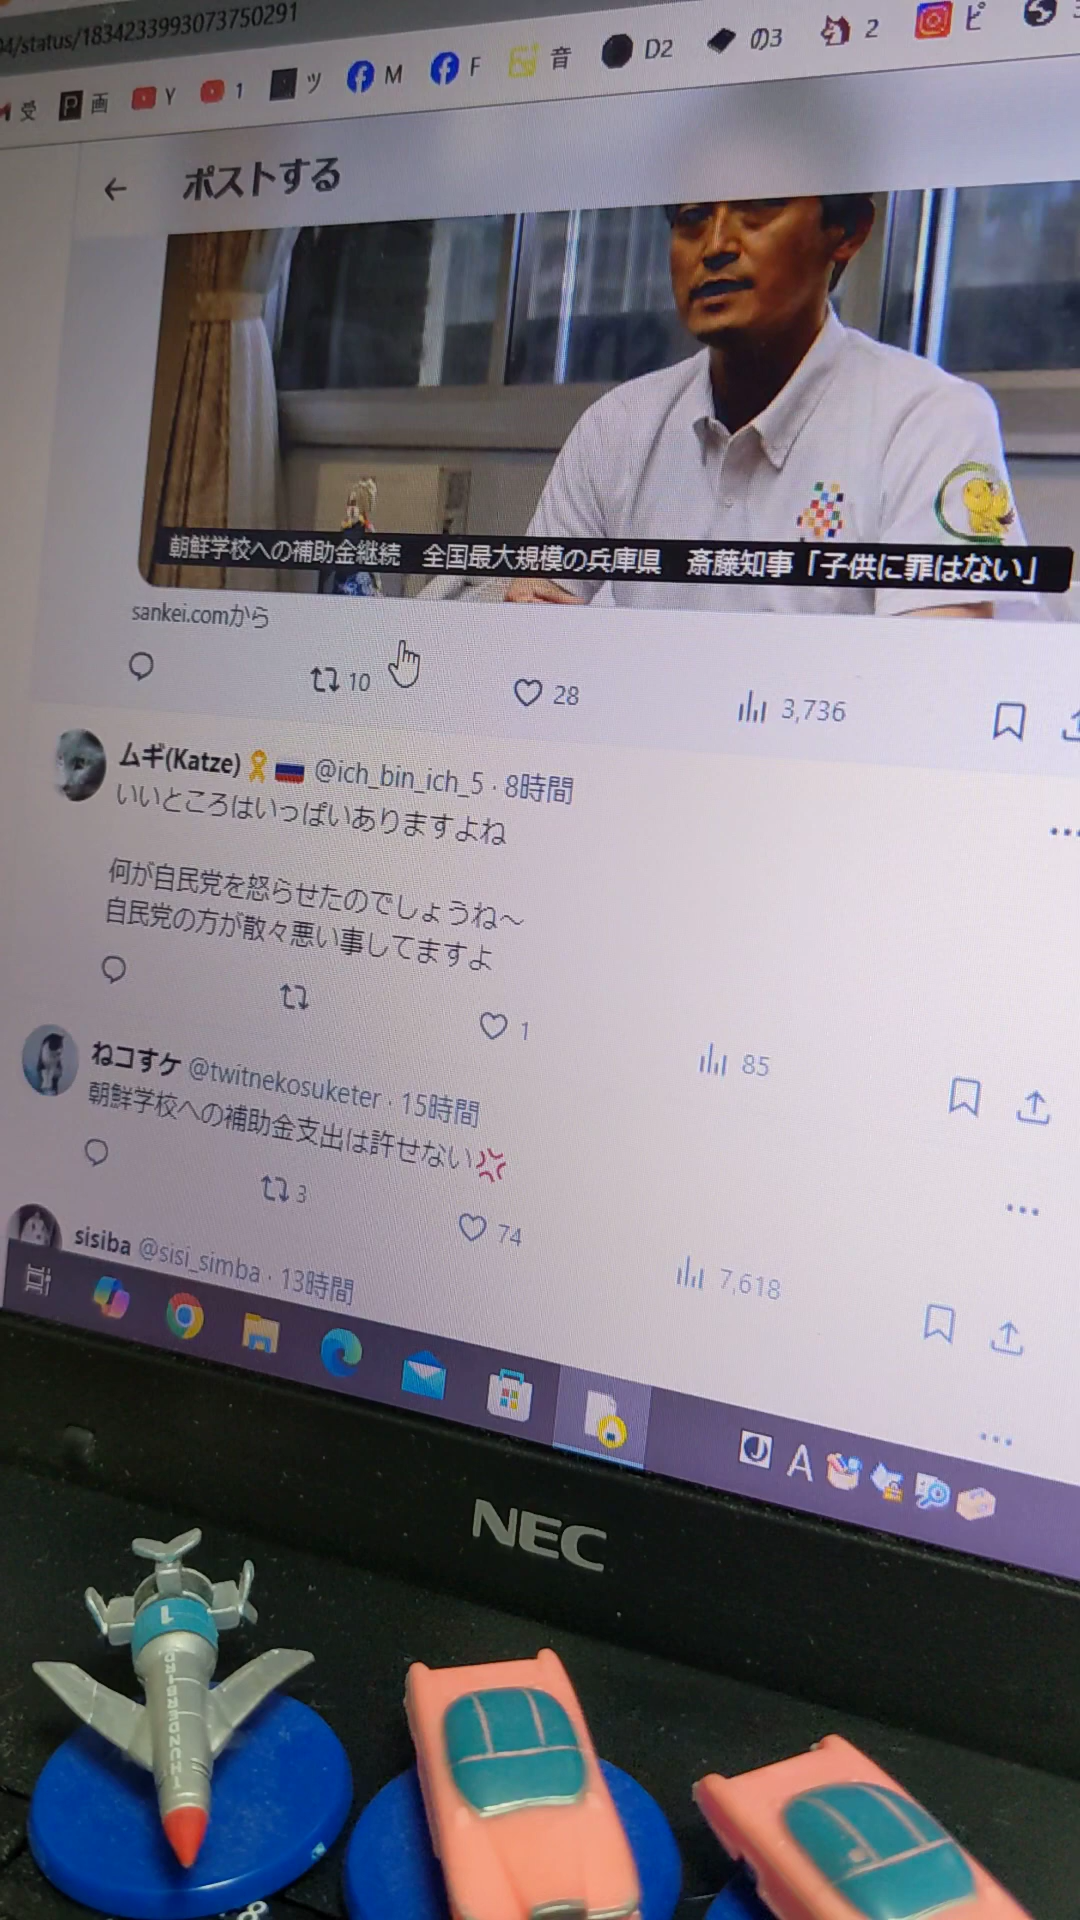 4/status/1834233993073750291
受 画 Y 1 ツ M F 音 D2 の3 2 ピ
← ポストする
朝鮮学校への補助金継続 全国最大規模の兵庫県 斎藤知事「子供に罪はない」
sankei.comから
10 28 3,736
ムギ(Katze) @ich_bin_ich_5 · 8時間
いいところはいっぱいありますよね
何が自民党を怒らせたのでしょうね〜
自民党の方が散々悪い事してますよ
1 85
ねコすケ @twitnekosuketer · 15時間
朝鮮学校への補助金支出は許せない💢
3 74 7,618
sisiba @sisi_simba · 13時間
A
NEC
1
THUNDERBIRD